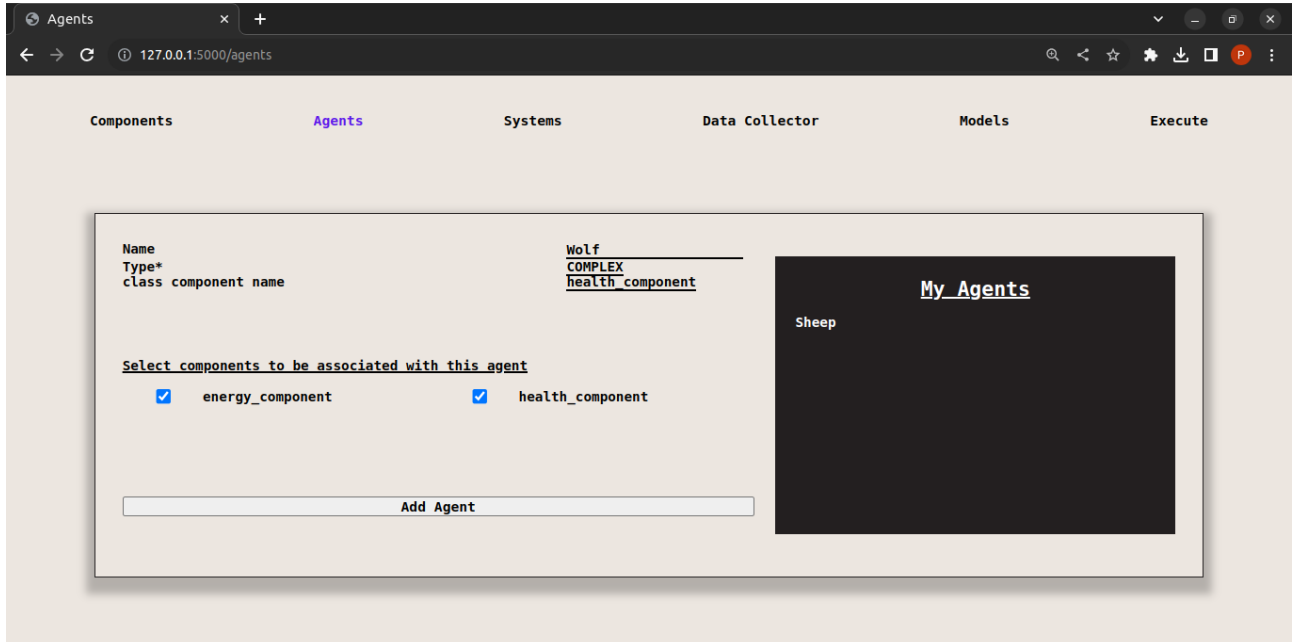 Agents
127.0.0.1:5000/agents
P
Components Agents Systems Data Collector Models Execute
Name Wolf
Type* COMPLEX
class component name health_component
My Agents
Sheep
Select components to be associated with this agent
energy_component health_component
Add Agent